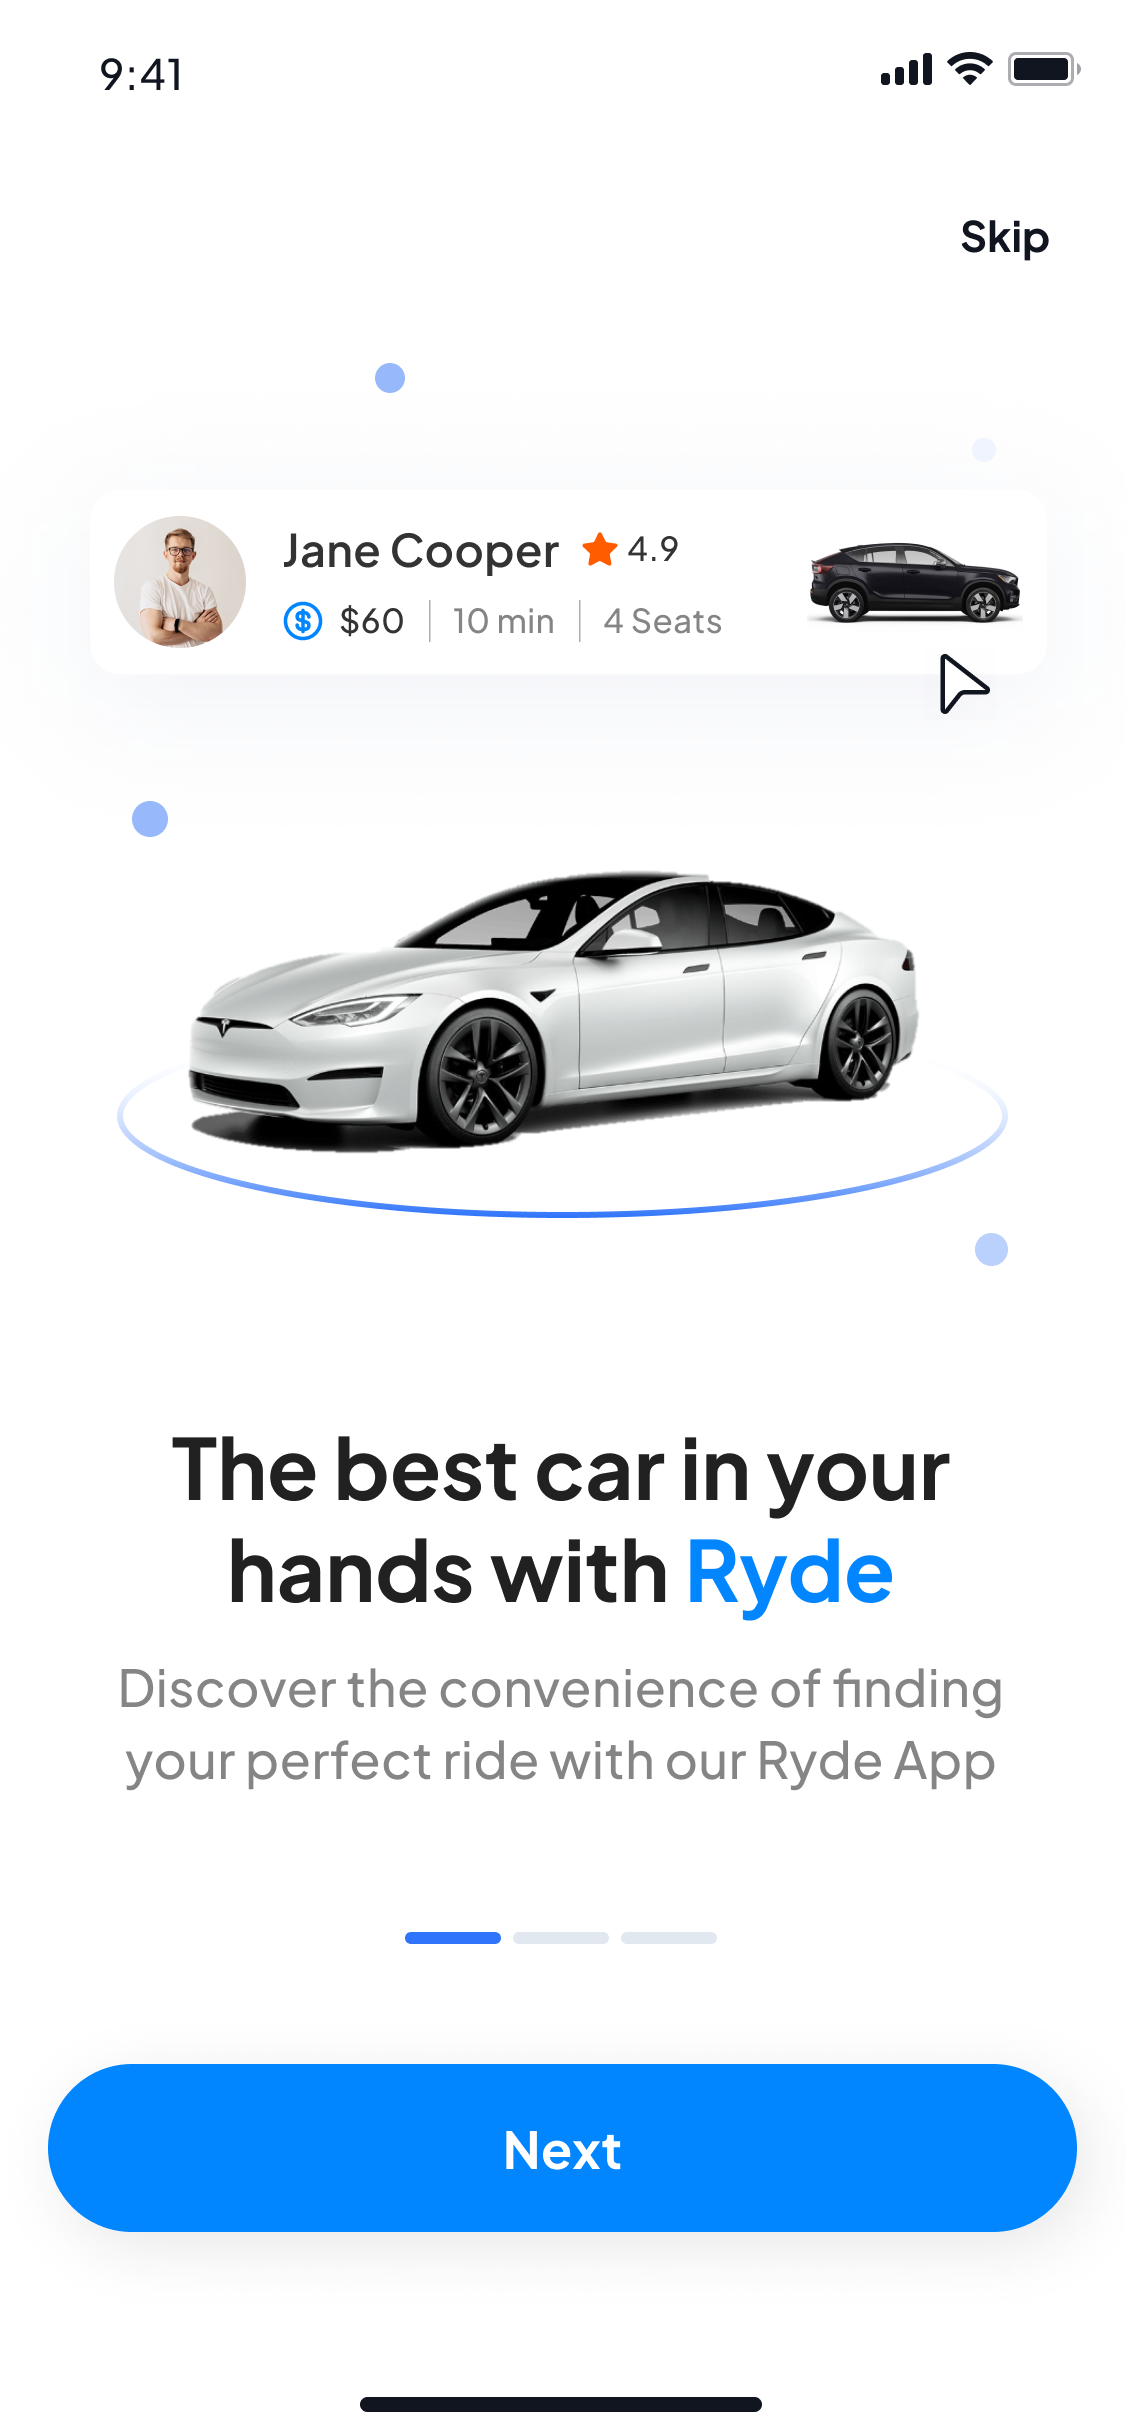 9:41
Skip
Jane Cooper 4.9
$60 10 min 4 Seats
The best car in your
hands with Ryde
Discover the convenience of finding
your perfect ride with our Ryde App
Next